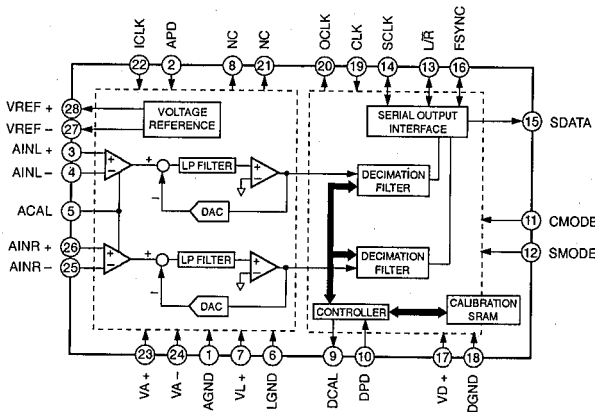 ICLK APD NC NC OCLK CLK SCLK L/R̅ FSYNC
22 2 8 21 20 19 14 13 16
VREF + 28
VREF - 27
VOLTAGE
REFERENCE
SERIAL OUTPUT
INTERFACE
15 SDATA
AINL + 3
AINL - 4
+
−
+
−
LP FILTER
+
−
DAC
DECIMATION
FILTER
ACAL 5
11 CMODE
12 SMODE
AINR + 26
AINR - 25
+
−
+
−
LP FILTER
+
−
DAC
DECIMATION
FILTER
CONTROLLER
CALIBRATION
SRAM
23 24 1 7 6 9 10 17 18
VA + VA - AGND VL + LGND DCAL DPD VD + DGND